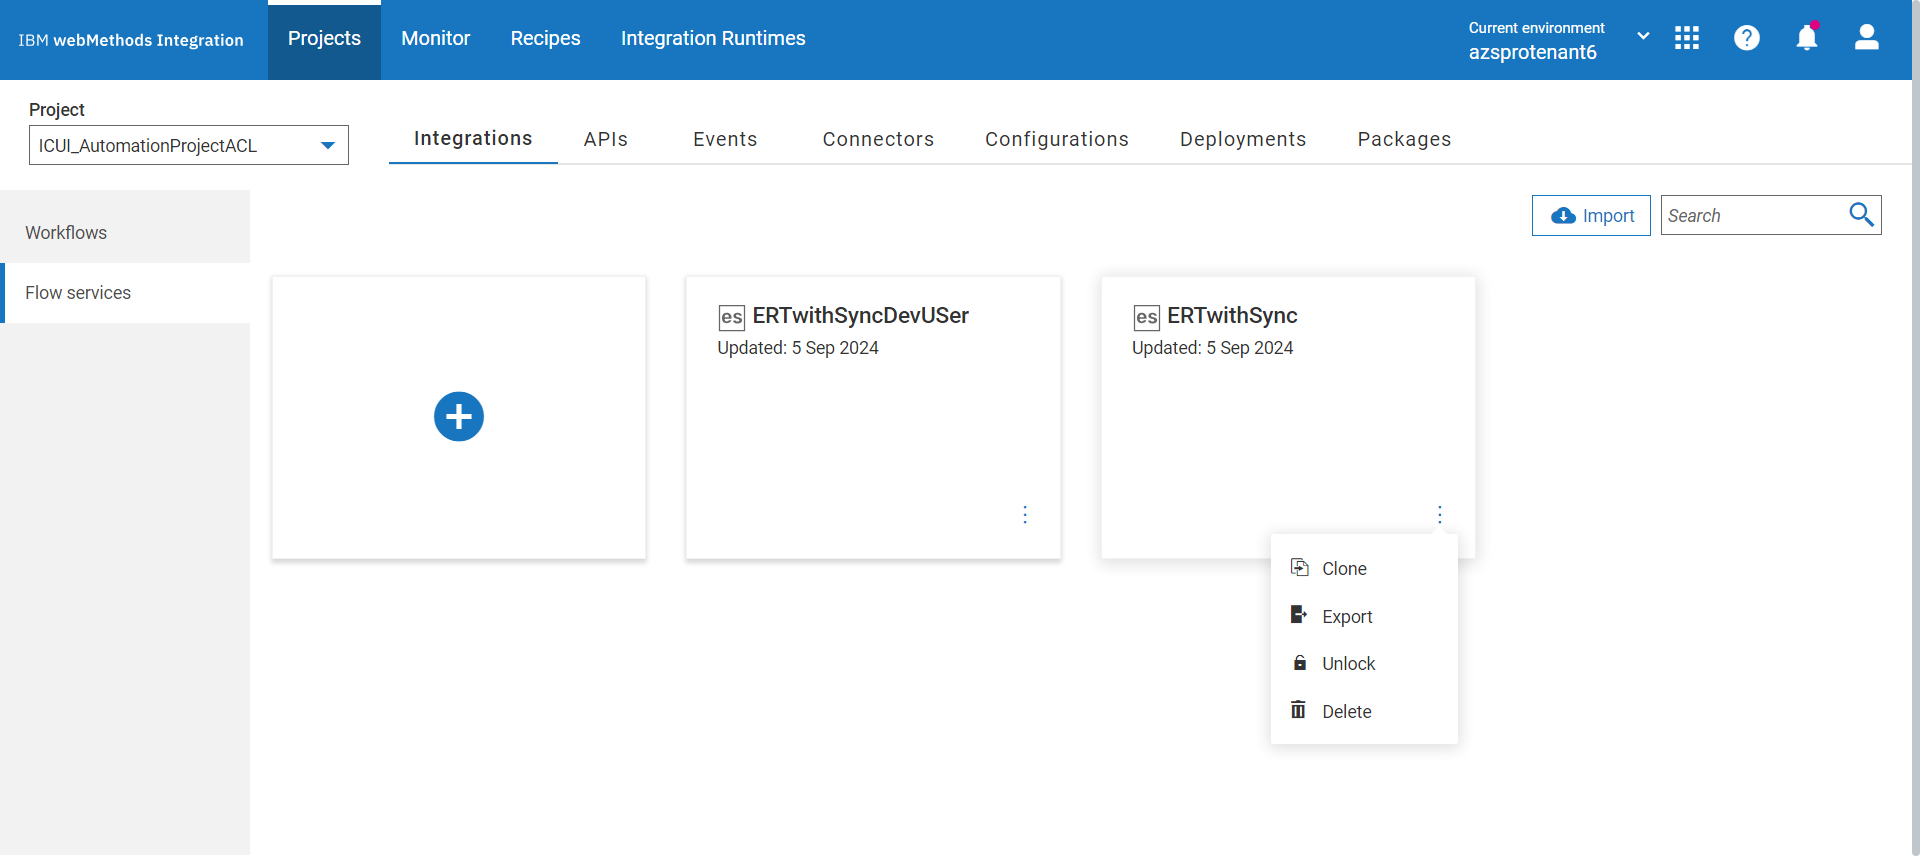 IBM webMethods Integration
Projects
Monitor
Recipes
Integration Runtimes
Current environment
azsprotenant6
Project
ICUI_AutomationProjectACL
Integrations
APIs
Events
Connectors
Configurations
Deployments
Packages
Workflows
Flow services
Import
Search
es ERTwithSyncDevUSer
Updated: 5 Sep 2024
es ERTwithSync
Updated: 5 Sep 2024
Clone
Export
Unlock
Delete